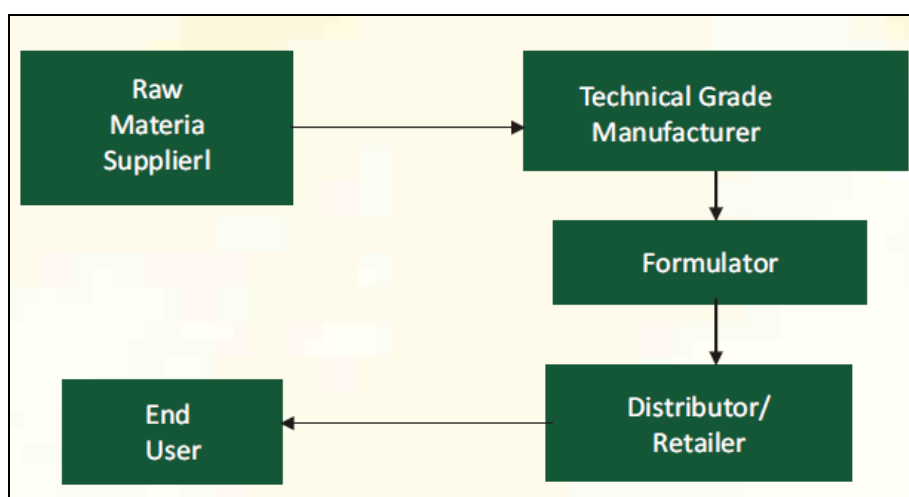 Raw
Materia
Supplierl
Technical Grade
Manufacturer
Formulator
Distributor/
Retailer
End
User